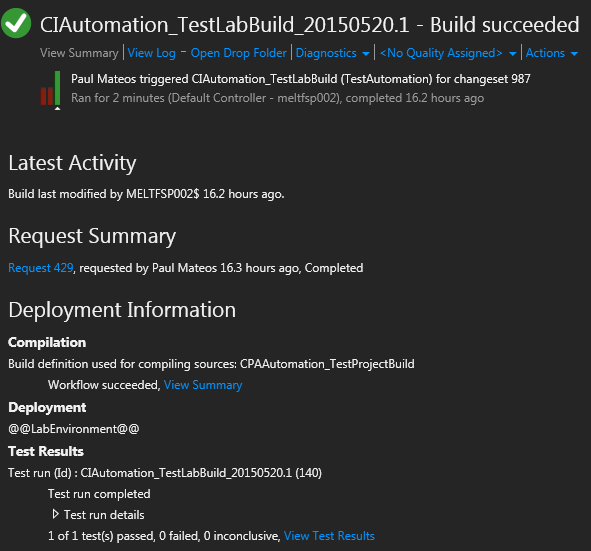 CIAutomation_TestLabBuild_20150520.1 - Build succeeded
View Summary | View Log - Open Drop Folder | Diagnostics | <No Quality Assigned> | Actions
Paul Mateos triggered CIAutomation_TestLabBuild (TestAutomation) for changeset 987
Ran for 2 minutes (Default Controller - meltfsp002), completed 16.2 hours ago
Latest Activity
Build last modified by MELTFSP002$ 16.2 hours ago.
Request Summary
Request 429, requested by Paul Mateos 16.3 hours ago, Completed
Deployment Information
Compilation
Build definition used for compiling sources: CPAAutomation_TestProjectBuild
Workflow succeeded, View Summary
Deployment
@@LabEnvironment@@
Test Results
Test run (Id) : CIAutomation_TestLabBuild_20150520.1 (140)
Test run completed
Test run details
1 of 1 test(s) passed, 0 failed, 0 inconclusive, View Test Results